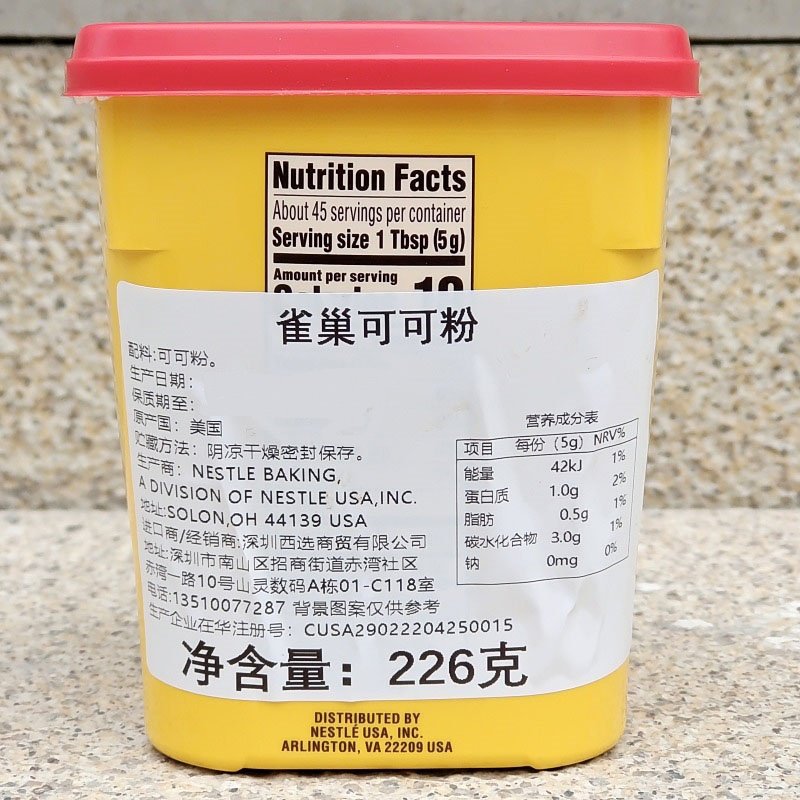 Nutrition Facts
About 45 servings per container
Serving size 1 Tbsp (5g)
Amount per serving
雀巢可可粉
配料:可可粉。
生产日期:
保质期至:
原产国: 美国
贮藏方法: 阴凉干燥密封保存。
生产商: NESTLE BAKING,
A DIVISION OF NESTLE USA,INC.
地址:SOLON,OH 44139 USA
进口商/经销商:深圳西选商贸有限公司
地址:深圳市南山区招商街道赤湾社区
赤湾一路10号山灵数码A栋01-C118室
电话:13510077287 背景图案仅供参考
生产企业在华注册号: CUSA29022204250015
营养成分表
项目 每份 (5g) NRV%
能量 42kJ 1%
蛋白质 1.0g 2%
脂肪 0.5g 1%
碳水化合物 3.0g 1%
钠 0mg 0%
净含量: 226克
DISTRIBUTED BY
NESTLÉ USA, INC.
ARLINGTON, VA 22209 USA